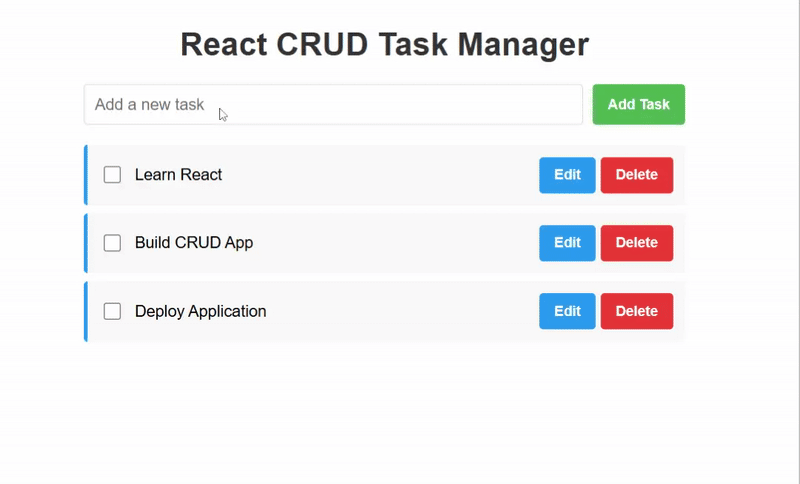 React CRUD Task Manager
Add a new task Add Task
Learn React Edit Delete
Build CRUD App Edit Delete
Deploy Application Edit Delete